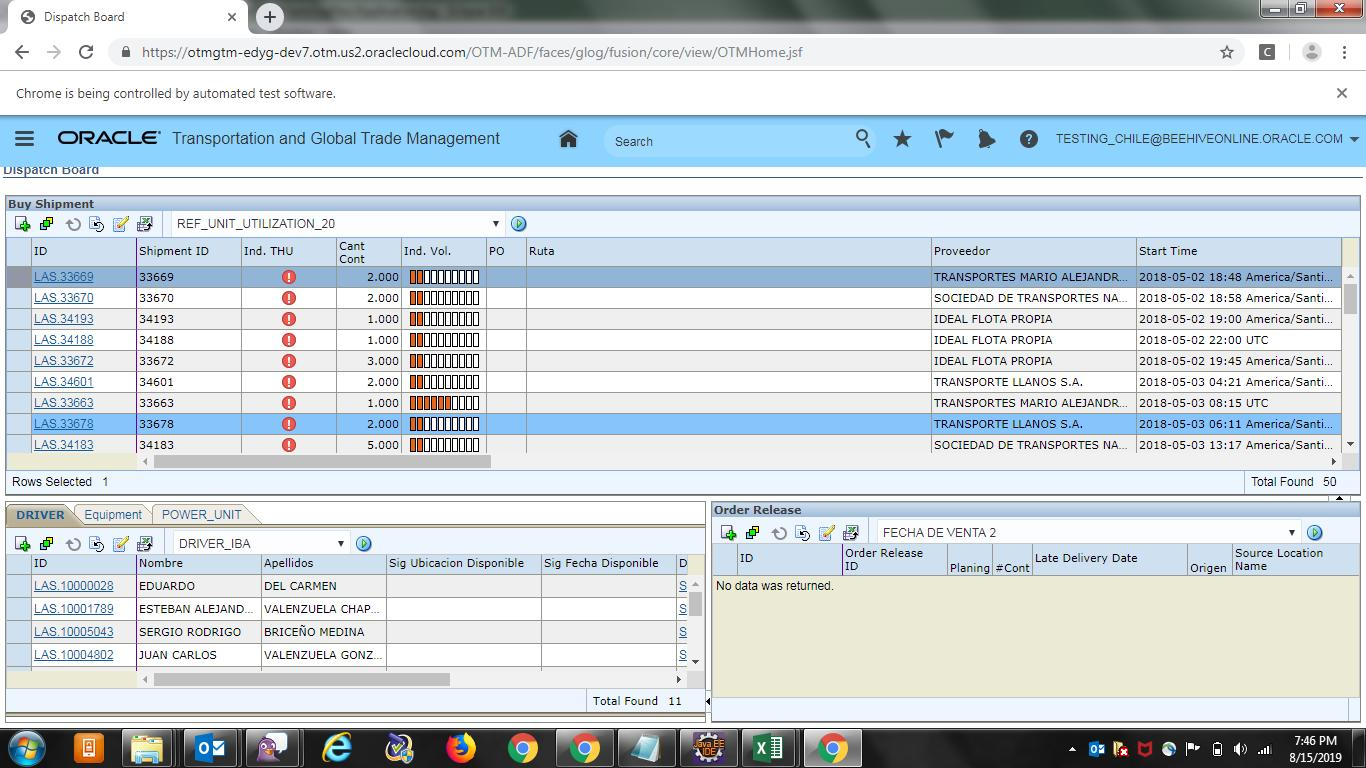 Dispatch Board
https://otmgtm-edyg-dev7.otm.us2.oraclecloud.com/OTM-ADF/faces/glog/fusion/core/view/OTMHome.jsf
C
Chrome is being controlled by automated test software.
ORACLE Transportation and Global Trade Management Search TESTING_CHILE@BEEHIVEONLINE.ORACLE.COM
Dispatch Board
Buy Shipment
REF_UNIT_UTILIZATION_20
ID Shipment ID Ind. THU Cant Cont Ind. Vol. PO Ruta Proveedor Start Time
LAS.33669 33669 2.000 TRANSPORTES MARIO ALEJANDR... 2018-05-02 18:48 America/Santi...
LAS.33670 33670 2.000 SOCIEDAD DE TRANSPORTES NA... 2018-05-02 18:58 America/Santi...
LAS.34193 34193 1.000 IDEAL FLOTA PROPIA 2018-05-02 19:00 America/Santi...
LAS.34188 34188 1.000 IDEAL FLOTA PROPIA 2018-05-02 22:00 UTC
LAS.33672 33672 3.000 IDEAL FLOTA PROPIA 2018-05-02 19:45 America/Santi...
LAS.34601 34601 2.000 TRANSPORTE LLANOS S.A. 2018-05-03 04:21 America/Santi...
LAS.33663 33663 1.000 TRANSPORTES MARIO ALEJANDR... 2018-05-03 08:15 UTC
LAS.33678 33678 2.000 TRANSPORTE LLANOS S.A. 2018-05-03 06:11 America/Santi...
LAS.34183 34183 5.000 SOCIEDAD DE TRANSPORTES NA... 2018-05-03 13:17 America/Santi...
Rows Selected 1 Total Found 50
DRIVER Equipment POWER_UNIT
DRIVER_IBA
ID Nombre Apellidos Sig Ubicacion Disponible Sig Fecha Disponible D
LAS.10000028 EDUARDO DEL CARMEN S
LAS.10001789 ESTEBAN ALEJAND... VALENZUELA CHAP... S
LAS.10005043 SERGIO RODRIGO BRICEÑO MEDINA S
LAS.10004802 JUAN CARLOS VALENZUELA GONZ... S
Total Found 11
Order Release
FECHA DE VENTA 2
ID Order Release ID Planing #Cont Late Delivery Date Origen Source Location Name
No data was returned.
Java EE
IDE
7:46 PM
8/15/2019